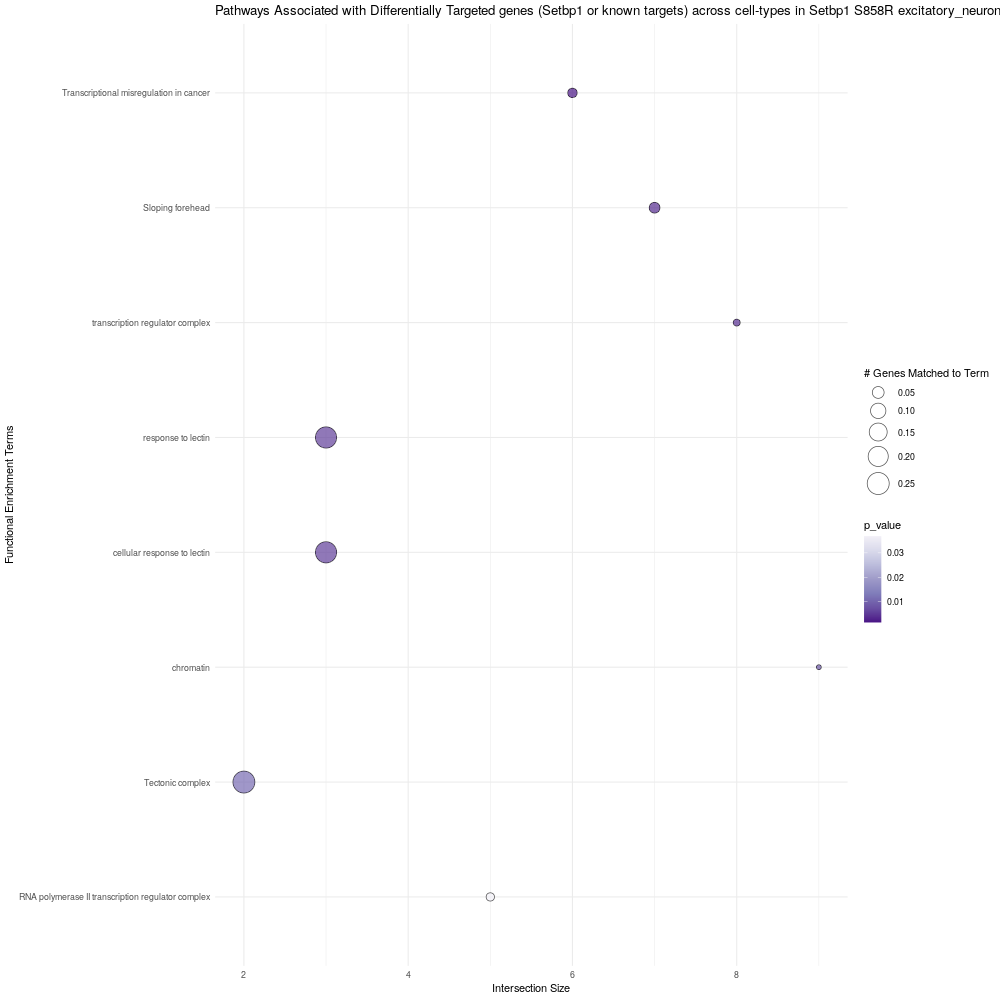 Pathways Associated with Differentially Targeted genes (Setbp1 or known targets) across cell-types in Setbp1 S858R excitatory_neuron
Functional Enrichment Terms
Transcriptional misregulation in cancer
Sloping forehead
transcription regulator complex
response to lectin
cellular response to lectin
chromatin
Tectonic complex
RNA polymerase II transcription regulator complex
2
4
6
8
Intersection Size
# Genes Matched to Term
0.05
0.10
0.15
0.20
0.25
p_value
0.03
0.02
0.01